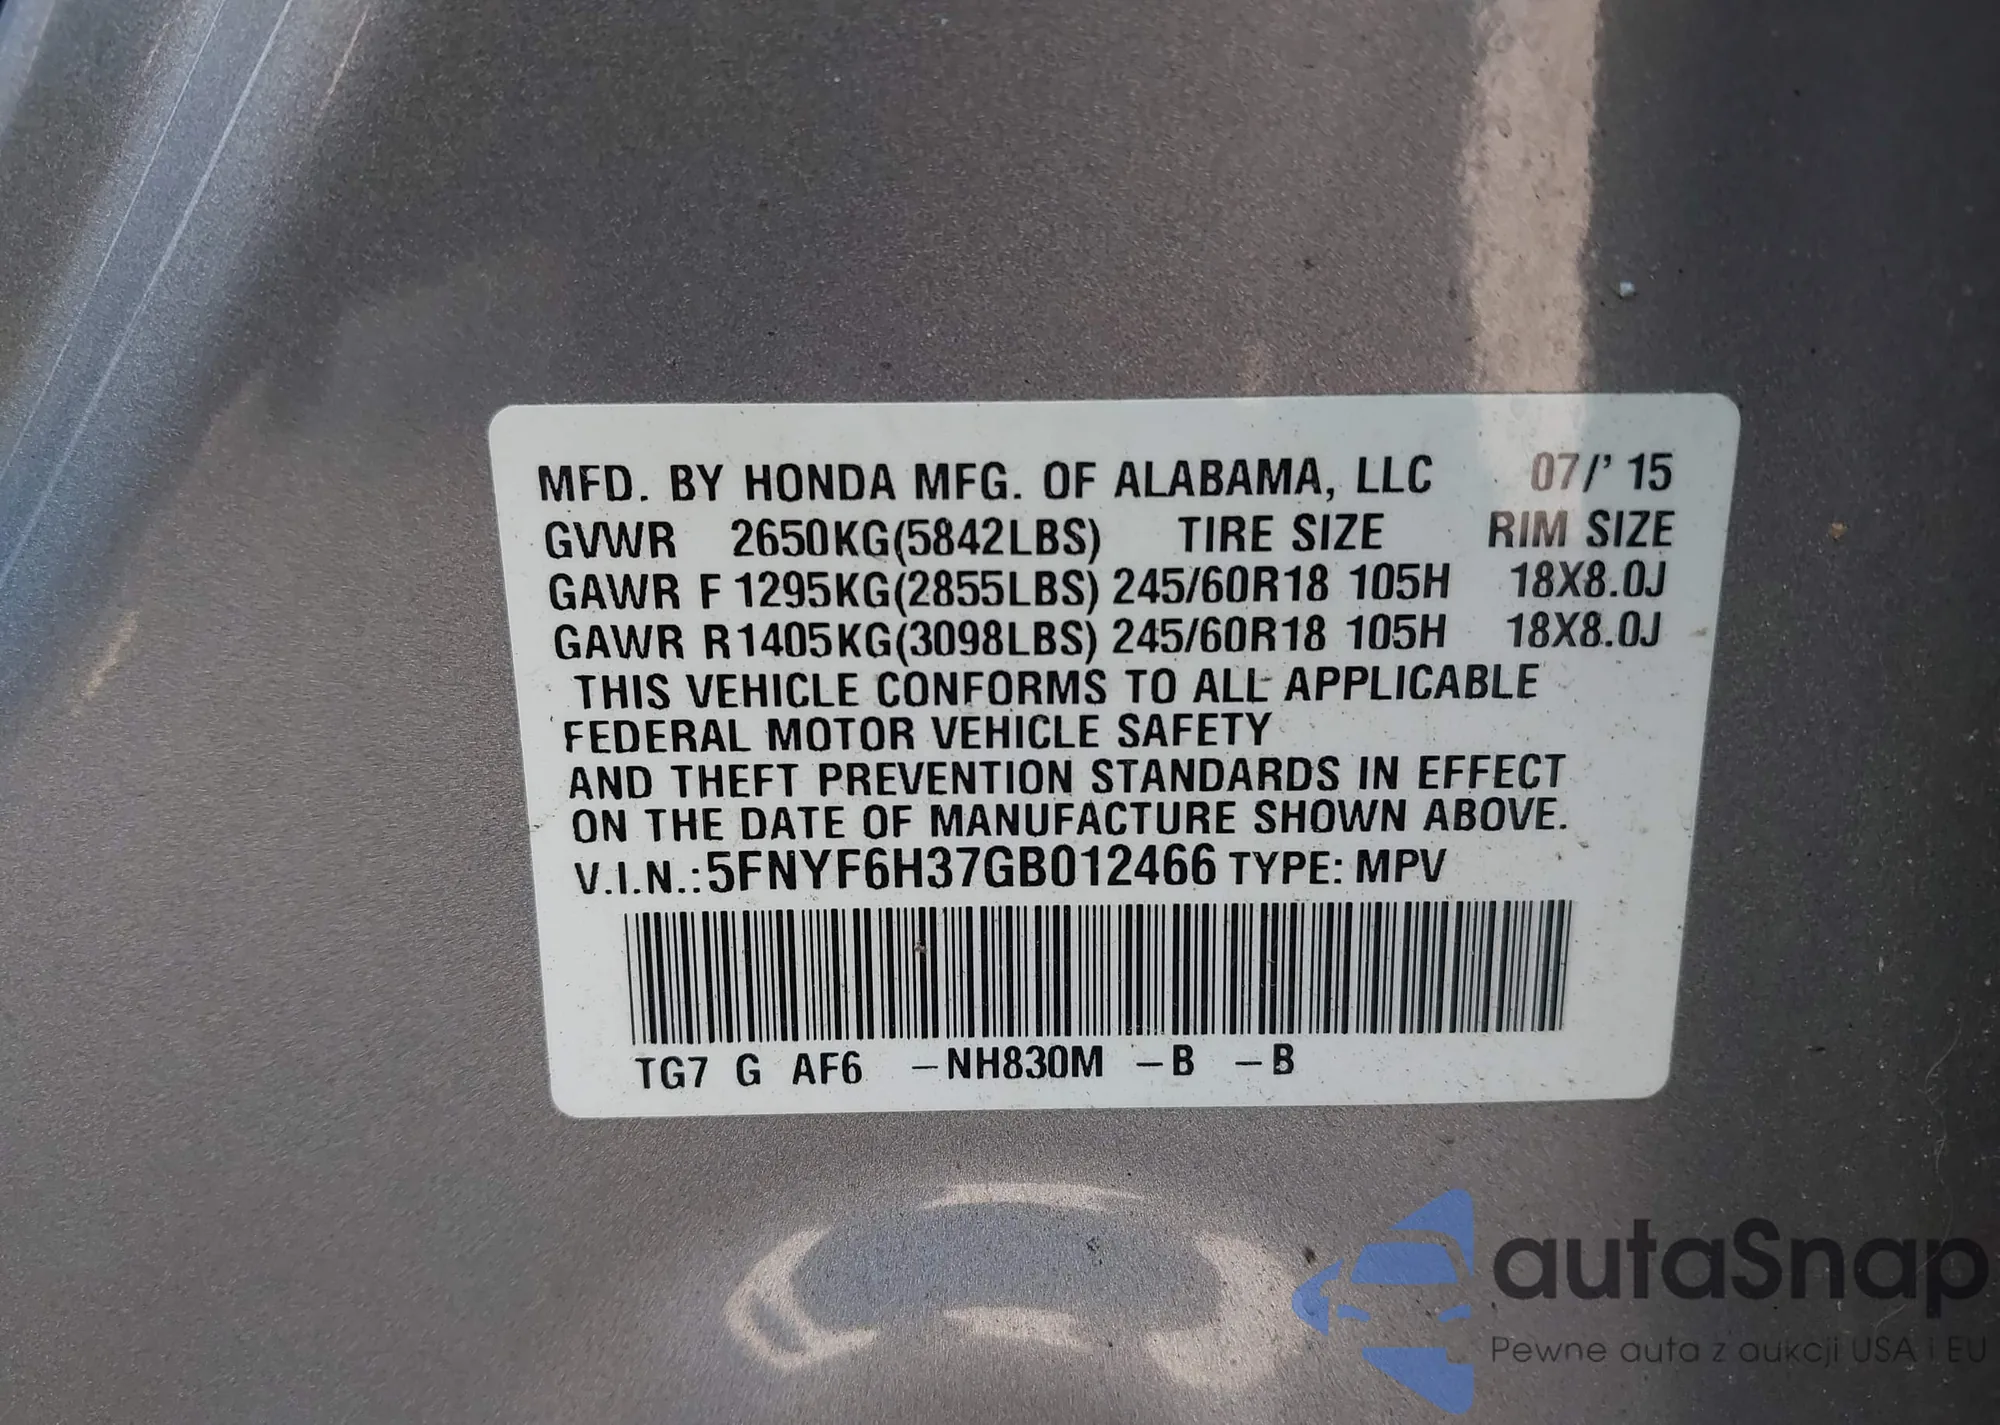 MFD. BY HONDA MFG. OF ALABAMA, LLC 07/' 15
GVWR 2650KG(5842LBS) TIRE SIZE RIM SIZE
GAWR F 1295KG(2855LBS) 245/60R18 105H 18X8.0J
GAWR R1405KG(3098LBS) 245/60R18 105H 18X8.0J
THIS VEHICLE CONFORMS TO ALL APPLICABLE
FEDERAL MOTOR VEHICLE SAFETY
AND THEFT PREVENTION STANDARDS IN EFFECT
ON THE DATE OF MANUFACTURE SHOWN ABOVE.
V.I.N.:5FNYF6H37GB012466 TYPE: MPV
TG7 G AF6 –NH830M –B –B
autaSnap
Pewne auta z aukcji USA i EU